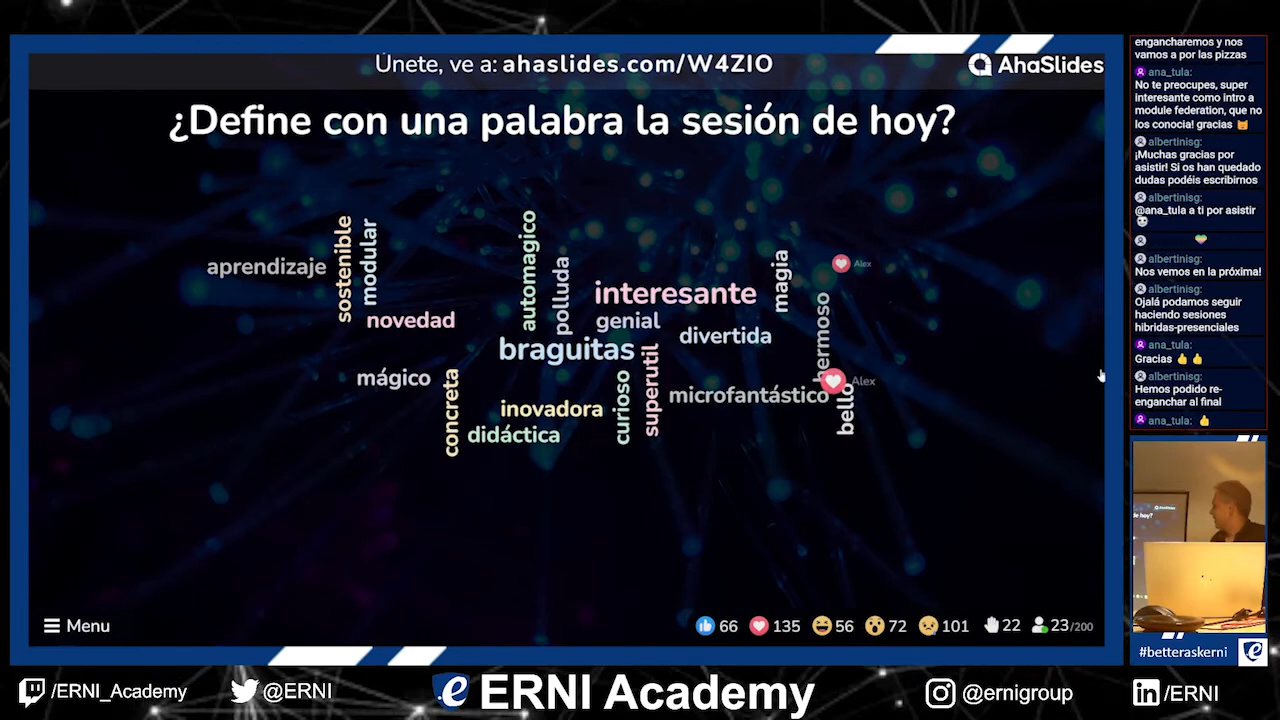 Únete, ve a: ahaslides.com/W4ZIO
AhaSlides
¿Define con una palabra la sesión de hoy?
aprendizaje
sostenible
modular
novedad
mágico
concreta
automagico
polluda
interesante
genial
braguitas
divertida
magia
hermoso
Alex
Alex
inovadora
didáctica
curioso
superutil
microfantástico
bello
Menu
66
135
56
72
101
22
23/200
engancharemos y nos
vamos a por las pizzas
ana_tula:
No te preocupes, super
interesante como intro a
module federation, que no
los conocia! gracias
albertinisg:
¡Muchas gracias por
asistir! Si os han quedado
dudas podéis escribirnos
albertinisg:
@ana_tula a ti por asistir
albertinisg:
Nos vemos en la próxima!
albertinisg:
Ojalá podamos seguir
haciendo sesiones
hibridas-presenciales
ana_tula:
Gracias 👍 👍
albertinisg:
Hemos podido re-
enganchar al final
ana_tula: 👍
de hoy?
#betteraskerni
/ERNI_Academy
@ERNI
ERNI Academy
@ernigroup
/ERNI